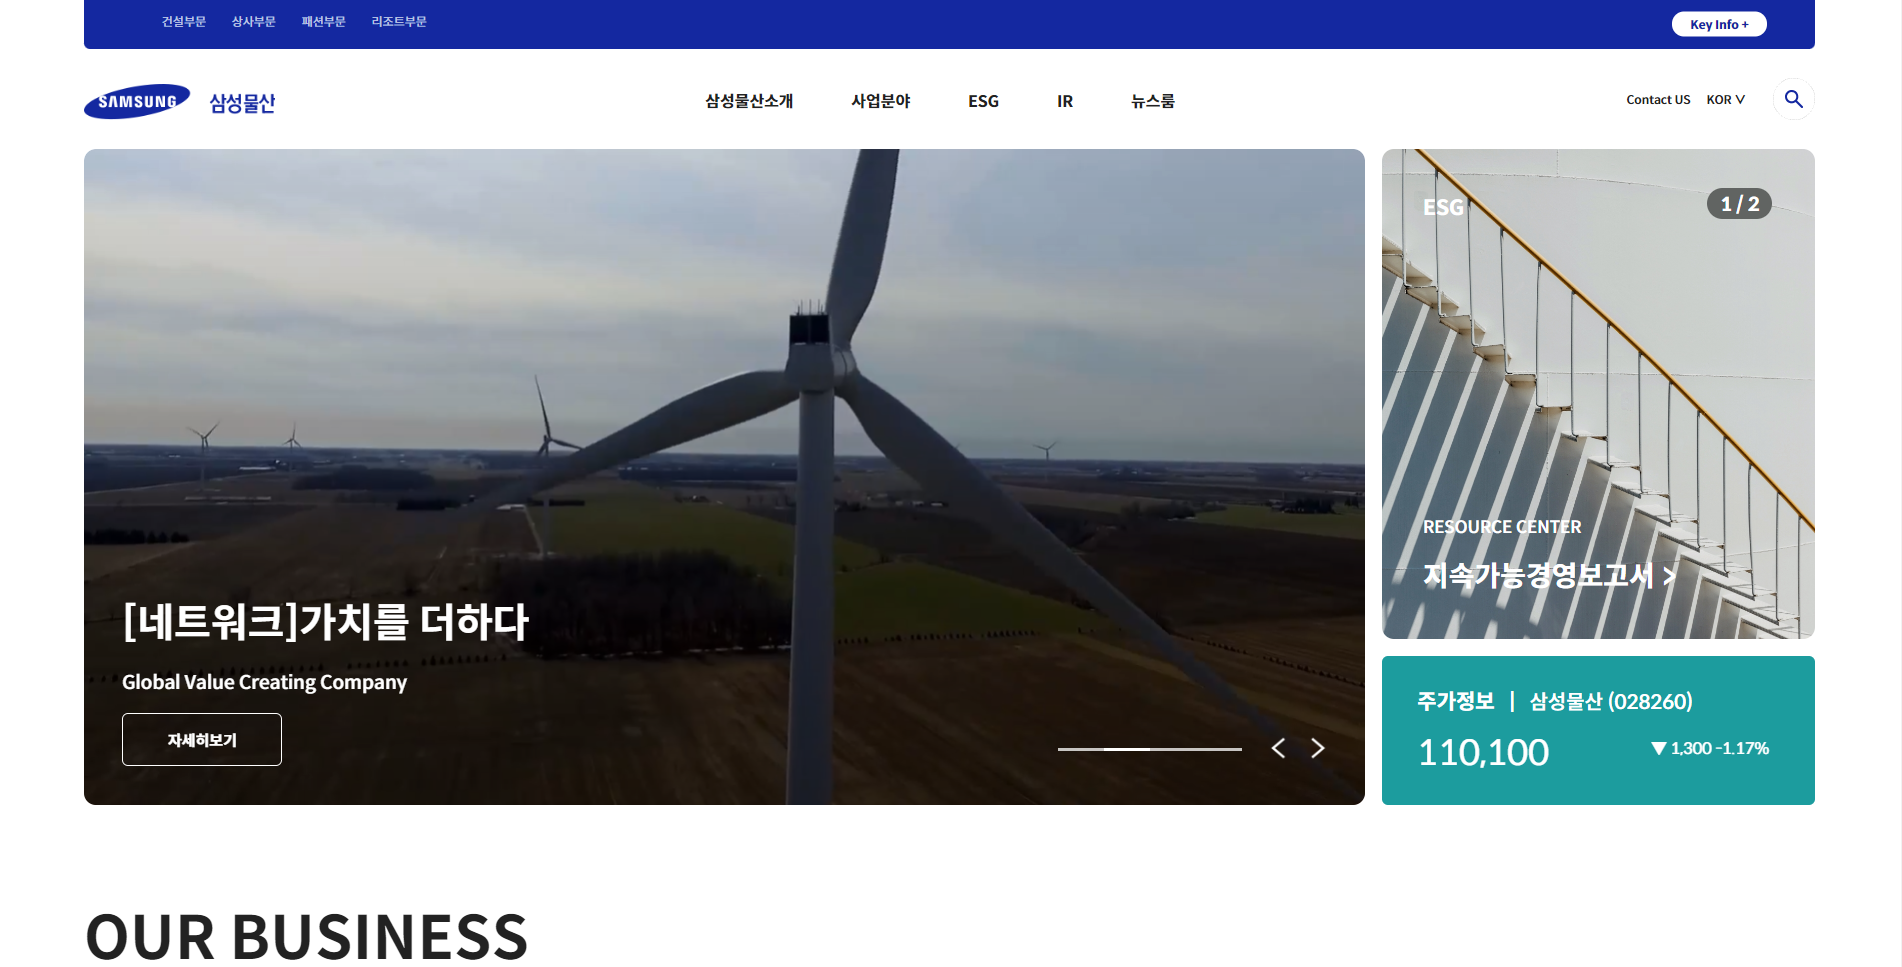 건설부문 상사부문 패션부문 리조트부문 Key Info +
SAMSUNG 삼성물산 삼성물산소개 사업분야 ESG IR 뉴스룸 Contact US KOR V
ESG 1 / 2
RESOURCE CENTER
지속가능경영보고서 >
[네트워크]가치를 더하다
Global Value Creating Company
자세히보기
주가정보 | 삼성물산 (028260)
110,100 ▼ 1,300 -1.17%
OUR BUSINESS